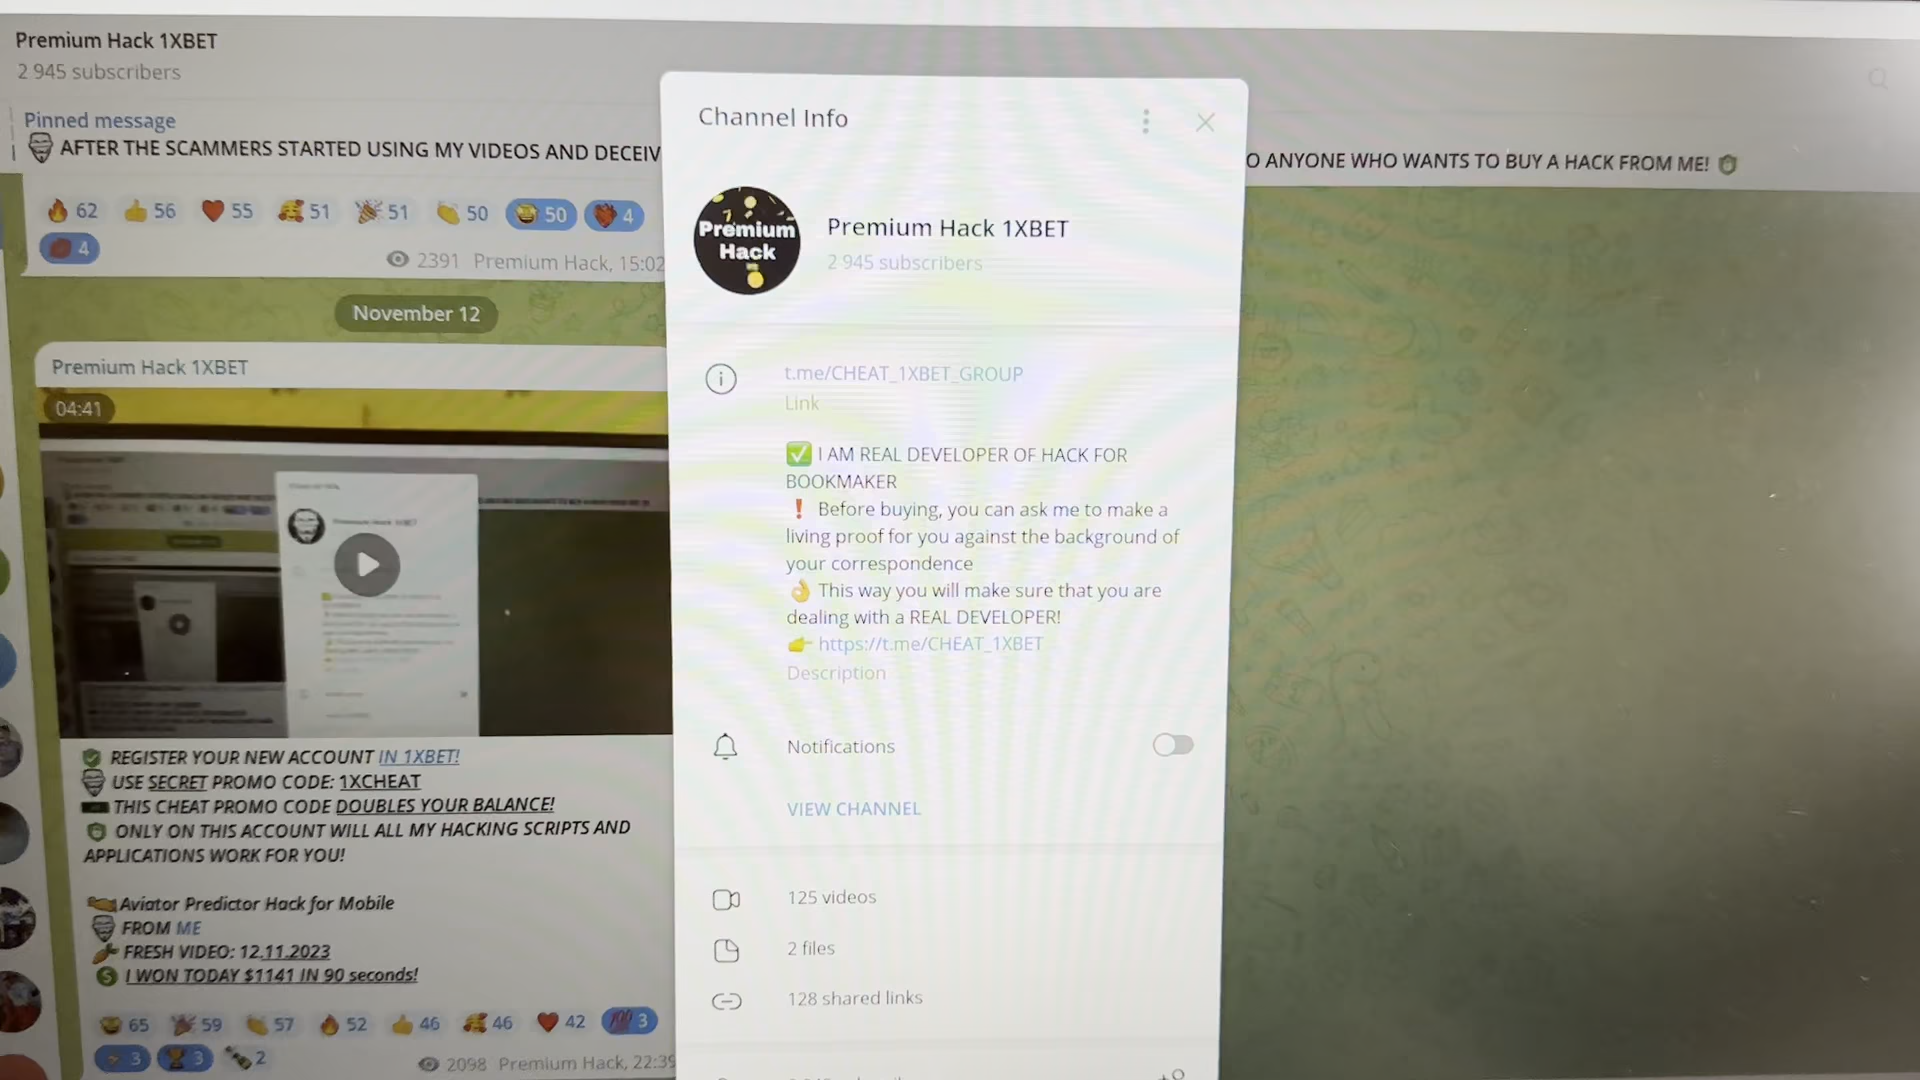 Premium Hack 1XBET
2 945 subscribers
Pinned message
AFTER THE SCAMMERS STARTED USING MY VIDEOS AND DECEIV
O ANYONE WHO WANTS TO BUY A HACK FROM ME!
62 56 55 51 51 50 50 4
4
2391 Premium Hack, 15:02
November 12
Premium Hack 1XBET
04:41
REGISTER YOUR NEW ACCOUNT IN 1XBET!
USE SECRET PROMO CODE: 1XCHEAT
THIS CHEAT PROMO CODE DOUBLES YOUR BALANCE!
ONLY ON THIS ACCOUNT WILL ALL MY HACKING SCRIPTS AND
APPLICATIONS WORK FOR YOU!
Aviator Predictor Hack for Mobile
FROM ME
FRESH VIDEO: 12.11.2023
I WON TODAY $1141 IN 90 seconds!
65 59 57 52 46 46 42 3
3 3 2
2098 Premium Hack, 22:39
Channel Info
Premium
Hack
Premium Hack 1XBET
2 945 subscribers
t.me/CHEAT_1XBET_GROUP
Link
I AM REAL DEVELOPER OF HACK FOR
BOOKMAKER
Before buying, you can ask me to make a
living proof for you against the background of
your correspondence
This way you will make sure that you are
dealing with a REAL DEVELOPER!
https://t.me/CHEAT_1XBET
Description
Notifications
VIEW CHANNEL
125 videos
2 files
128 shared links